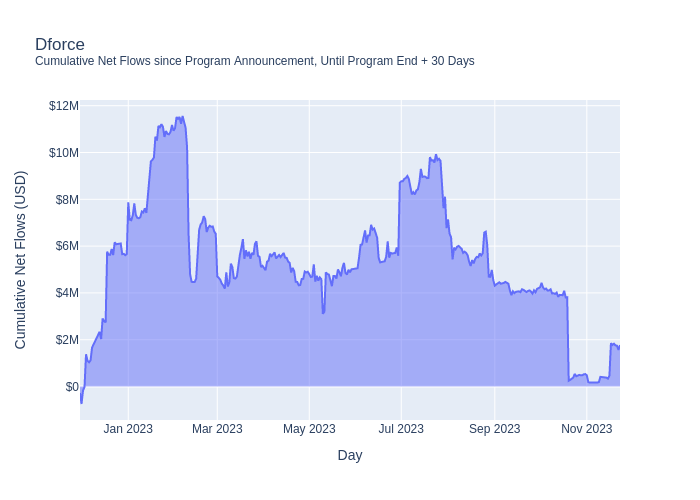 Dforce
Cumulative Net Flows since Program Announcement, Until Program End + 30 Days
Cumulative Net Flows (USD)
$12M
$10M
$8M
$6M
$4M
$2M
$0
Jan 2023
Mar 2023
May 2023
Jul 2023
Sep 2023
Nov 2023
Day